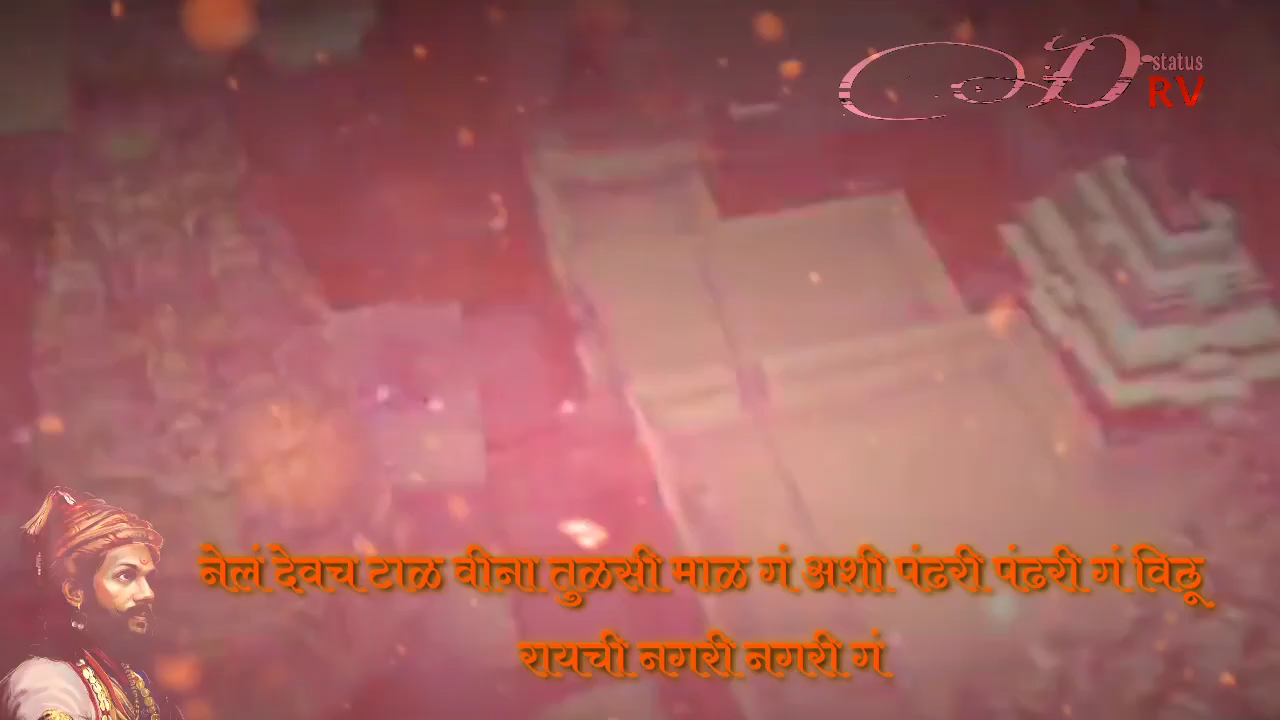 D status
RV
नेलं देवच टाळ वीना तुळसी माळ गं अशी पंढरी पंढरी गं विठू
रायची नगरी नगरी गं